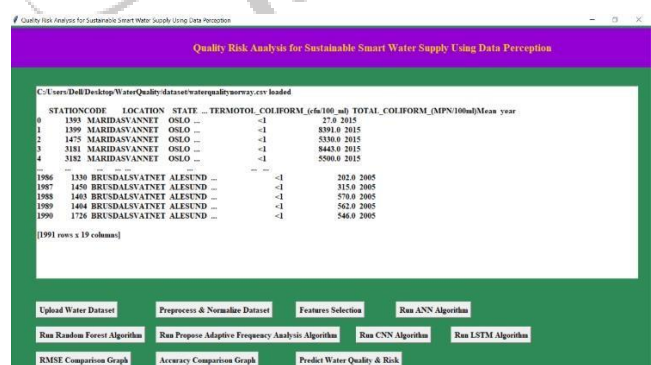 Quality Risk Analysis for Sustainable Smart Water Supply Using Data Perception
Quality Risk Analysis for Sustainable Smart Water Supply Using Data Perception
C:/Users/Dell/Desktop/WaterQuality/dataset/waterqualitynorway.csv loaded
STATIONCODE LOCATION STATE ... TERMOTOL_COLIFORM_(cfu/100_ml) TOTAL_COLIFORM_(MPN/100ml)Mean year
0 1393 MARIDASVANNET OSLO ... <1 27.0 2015
1 1399 MARIDASVANNET OSLO ... <1 8391.0 2015
2 1475 MARIDASVANNET OSLO ... <1 5330.0 2015
3 3181 MARIDASVANNET OSLO ... <1 8443.0 2015
4 3182 MARIDASVANNET OSLO ... <1 5500.0 2015
... ... ... ... ... ... ...
1986 1330 BRUSDALSVATNET ALESUND ... <1 202.0 2005
1987 1450 BRUSDALSVATNET ALESUND ... <1 315.0 2005
1988 1403 BRUSDALSVATNET ALESUND ... <1 570.0 2005
1989 1404 BRUSDALSVATNET ALESUND ... <1 562.0 2005
1990 1726 BRUSDALSVATNET ALESUND ... <1 546.0 2005
[1991 rows x 19 columns]
Upload Water Dataset Preprocess & Normalize Dataset Features Selection Run ANN Algorithm
Run Random Forest Algorithm Run Propose Adaptive Frequency Analysis Algorithm Run CNN Algorithm Run LSTM Algorithm
RMSE Comparison Graph Accuracy Comparison Graph Predict Water Quality & Risk